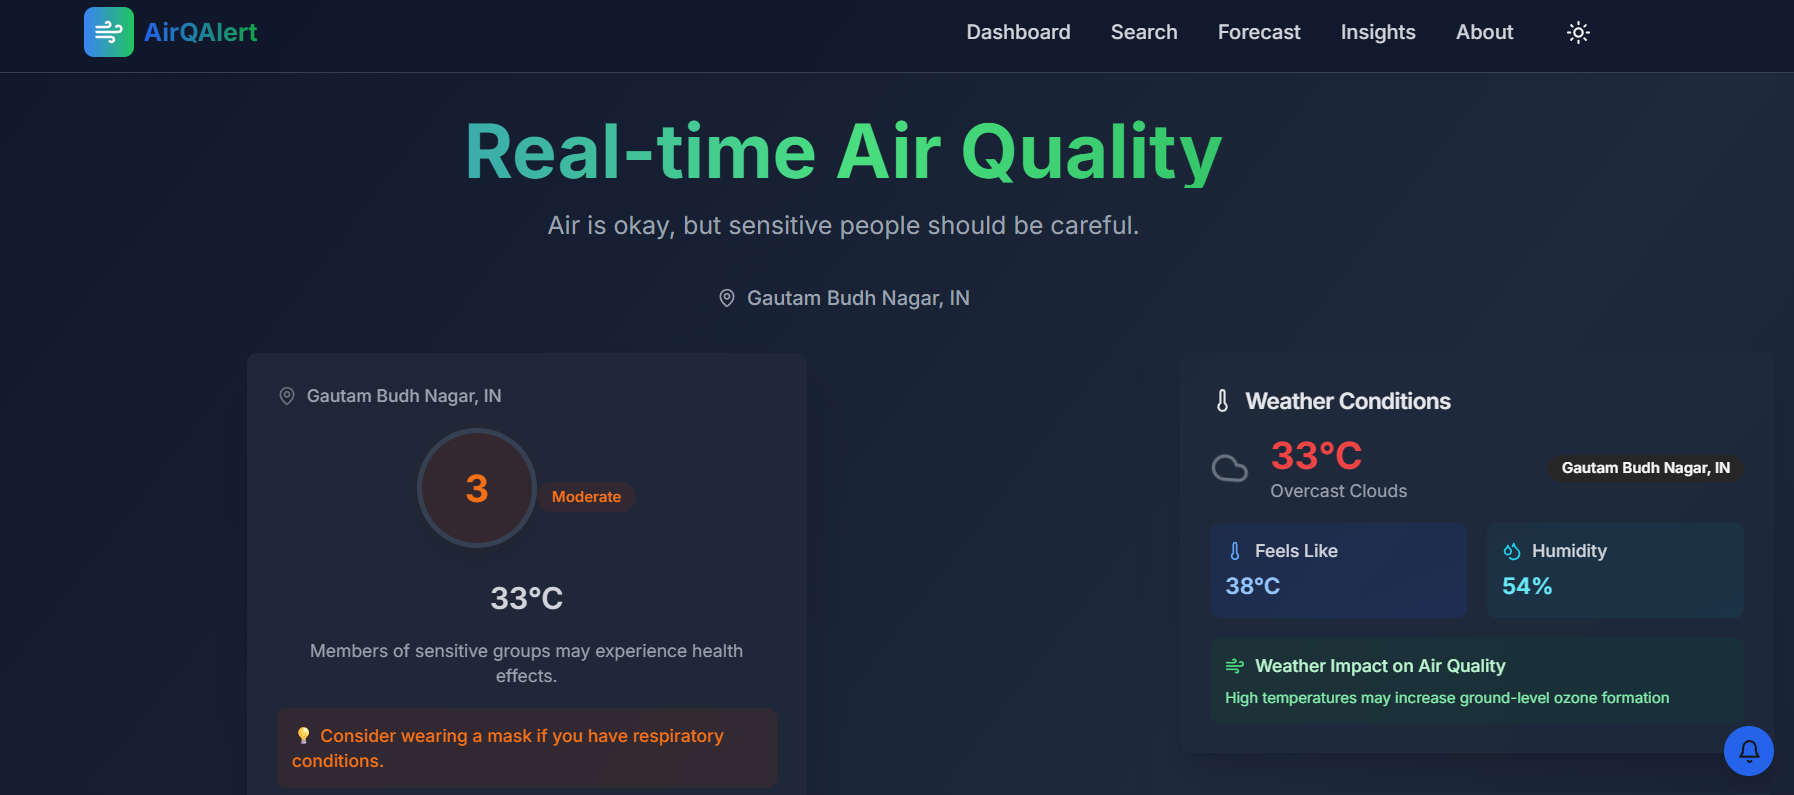 AirQAlert
Dashboard
Search
Forecast
Insights
About
Real-time Air Quality
Air is okay, but sensitive people should be careful.
Gautam Budh Nagar, IN
Gautam Budh Nagar, IN
3
Moderate
33°C
Members of sensitive groups may experience health
effects.
💡 Consider wearing a mask if you have respiratory
conditions.
Weather Conditions
33°C
Overcast Clouds
Gautam Budh Nagar, IN
Feels Like
38°C
Humidity
54%
Weather Impact on Air Quality
High temperatures may increase ground-level ozone formation